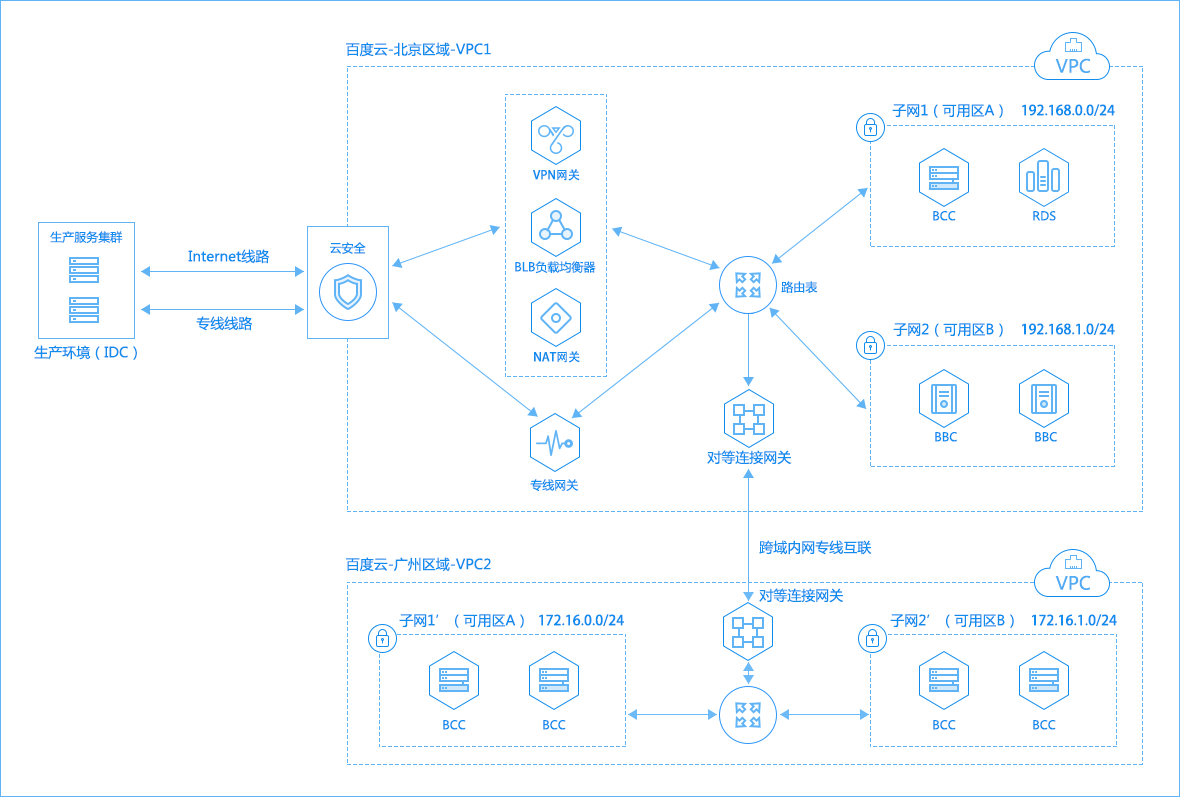 百度云-北京区域-VPC1
VPC
子网1（可用区A） 192.168.0.0/24
VPN网关
BCC
RDS
生产服务集群
Internet线路
云安全
BLB负载均衡器
路由表
专线线路
生产环境（IDC）
NAT网关
子网2（可用区B） 192.168.1.0/24
BBC
BBC
对等连接网关
专线网关
跨域内网专线互联
百度云-广州区域-VPC2
VPC
对等连接网关
子网1′（可用区A） 172.16.0.0/24
子网2′（可用区B） 172.16.1.0/24
BCC
BCC
BCC
BCC